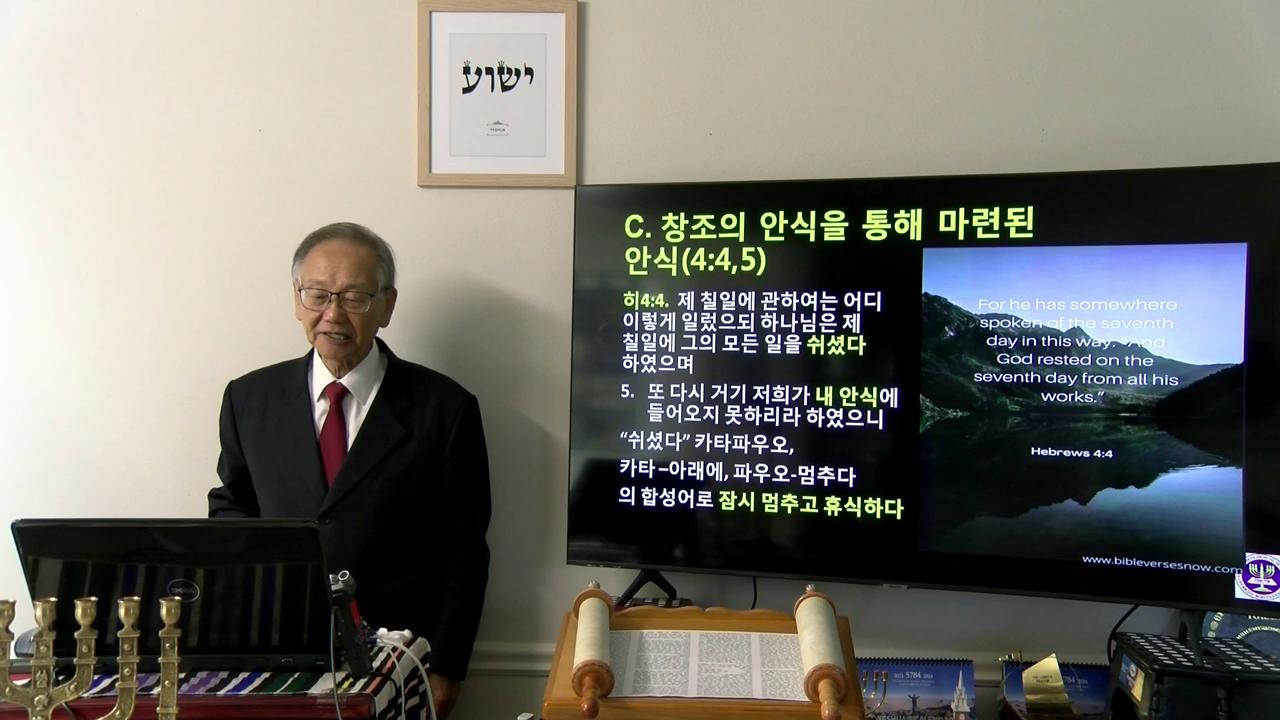 ישוע
YESHUA
C. 창조의 안식을 통해 마련된
안식(4:4,5)
히4:4. 제 칠일에 관하여는 어디
이렇게 일렀으되 하나님은 제
칠일에 그의 모든 일을 쉬셨다
하였으며
5. 또 다시 거기 저희가 내 안식에
들어오지 못하리라 하였으니
“쉬셨다” 카타파우오,
카타–아래에, 파우오-멈추다
의 합성어로 잠시 멈추고 휴식하다
For he has somewhere
spoken of the seventh
day in this way: “And
God rested on the
seventh day from all his
works.”
Hebrews 4:4
www.bibleversesnow.com
5784